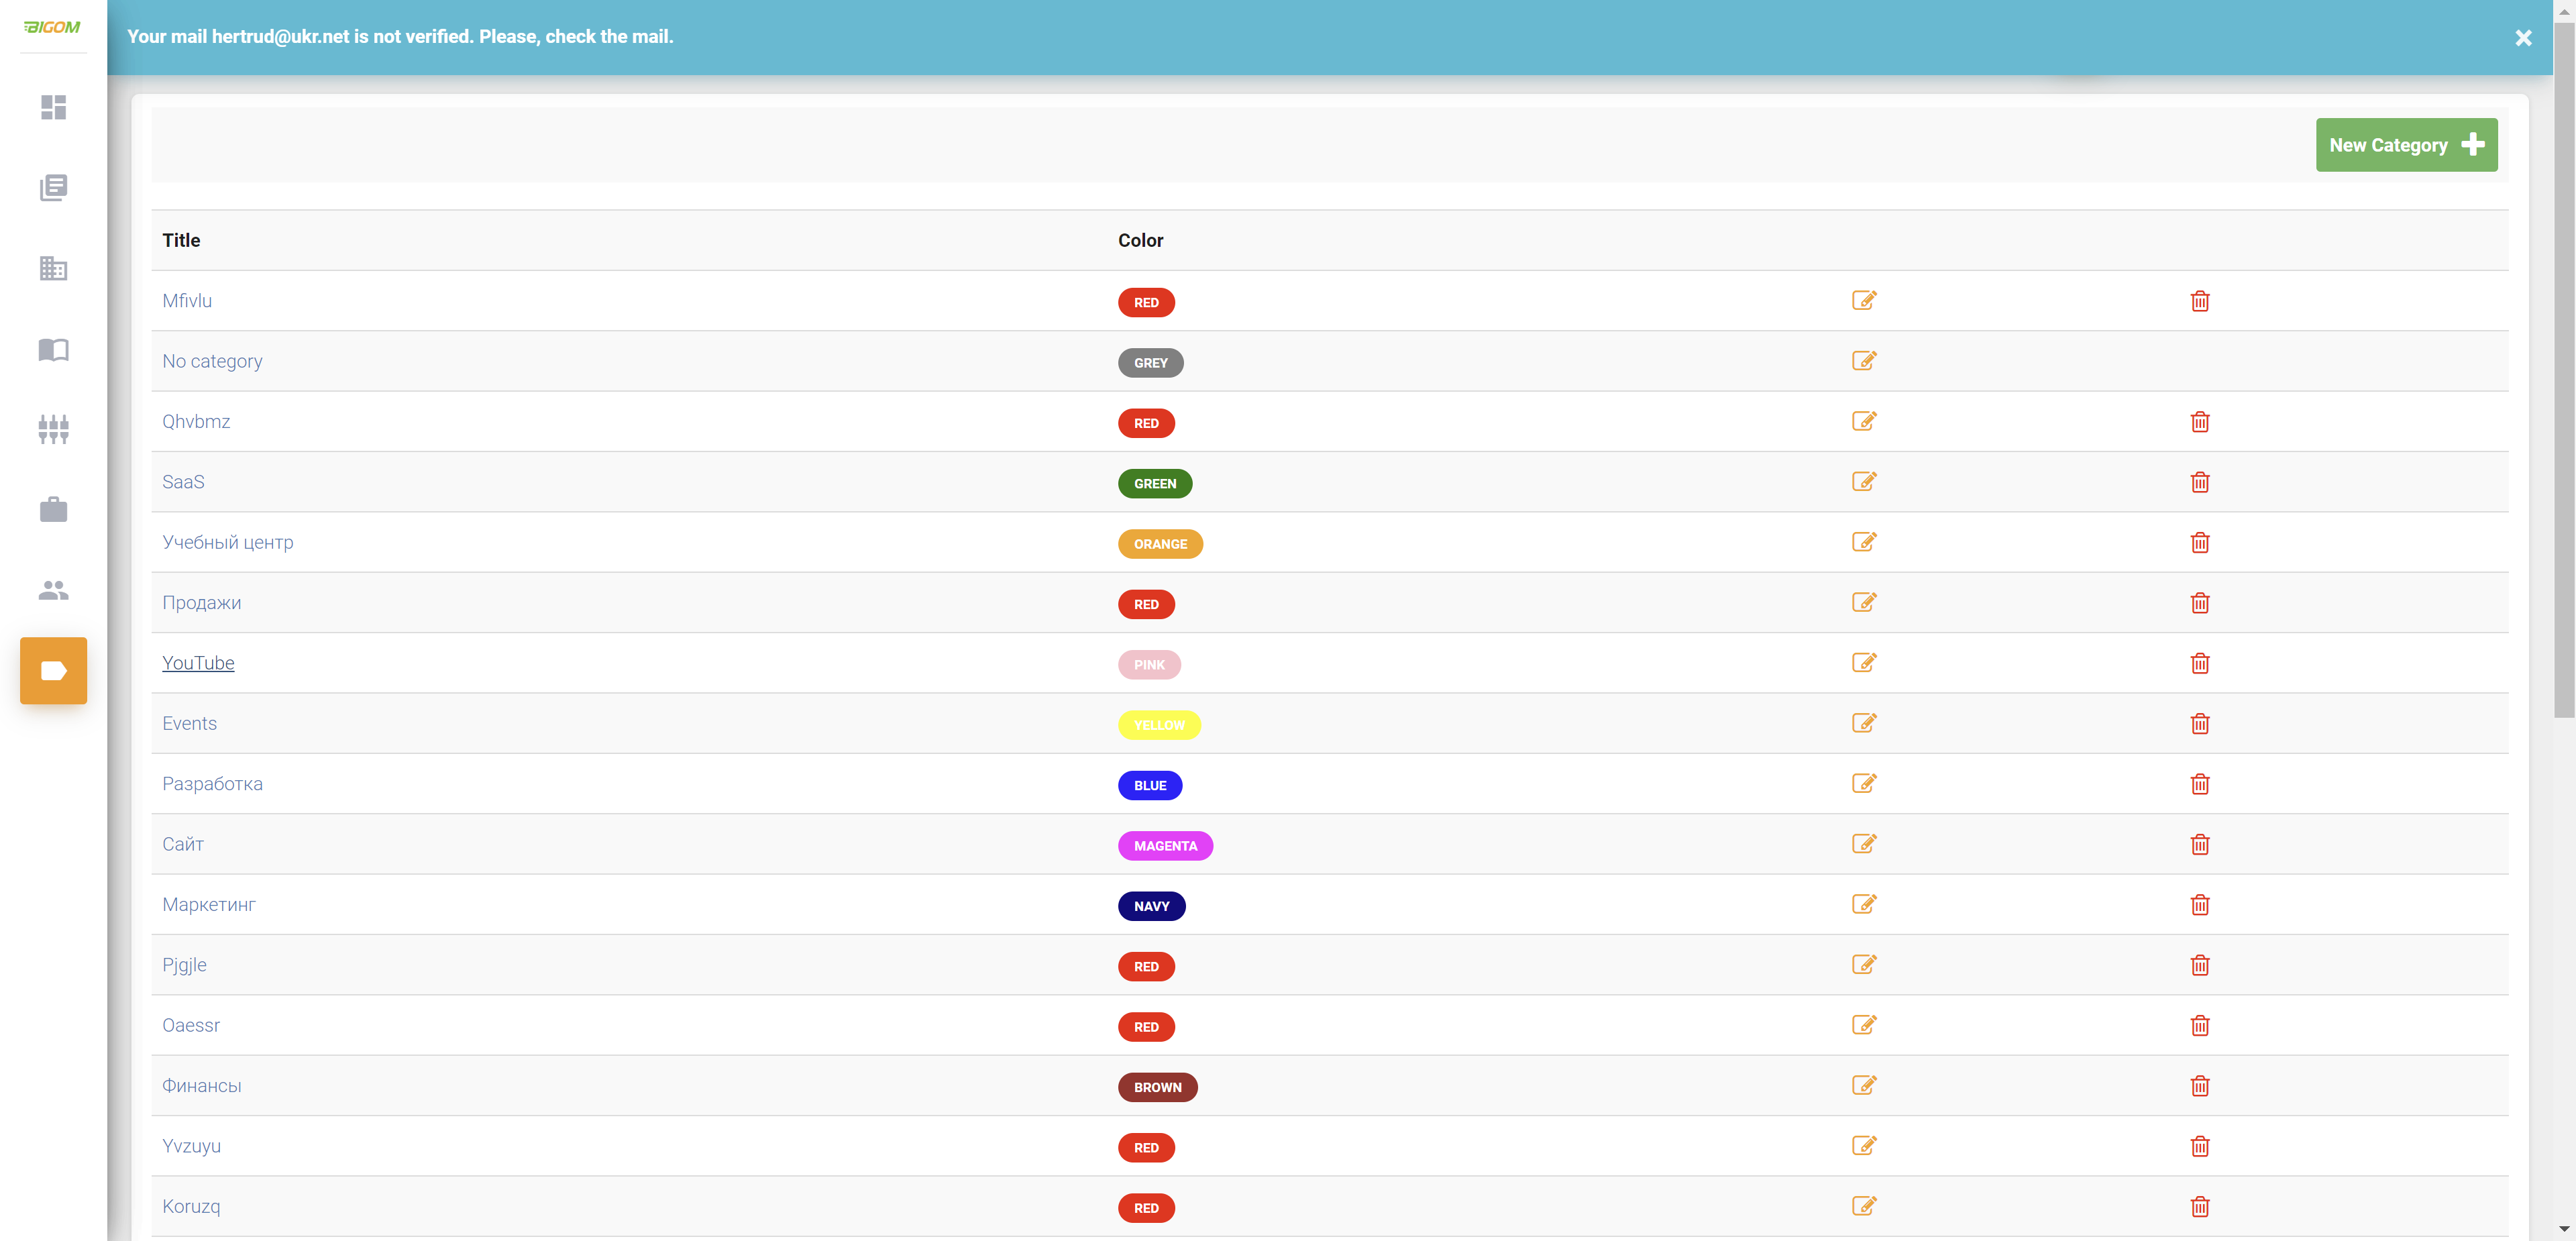 BIGOM
Your mail hertrud@ukr.net is not verified. Please, check the mail.
New Category
Title Color
Mfivlu RED
No category GREY
Qhvbmz RED
SaaS GREEN
Учебный центр ORANGE
Продажи RED
YouTube PINK
Events YELLOW
Разработка BLUE
Сайт MAGENTA
Маркетинг NAVY
Pjgjle RED
Oaessr RED
Финансы BROWN
Yvzuyu RED
Koruzq RED